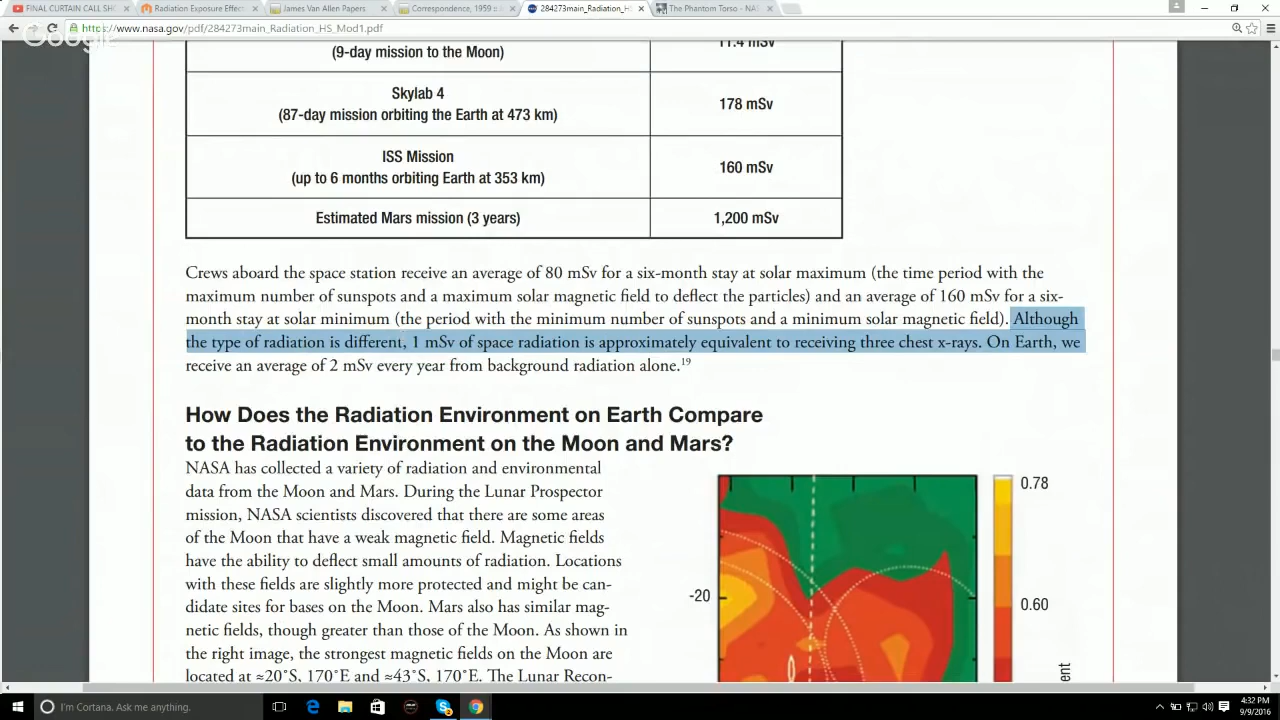 FINAL CURTAIN CALL SHO
Radiation Exposure Effec
James Van Allen Papers
Correspondence, 1959 ±
284273main_Radiation_HS
The Phantom Torso - NA
https://www.nasa.gov/pdf/284273main_Radiation_HS_Mod1.pdf
Google
(9-day mission to the Moon)
11.4 mSv
Skylab 4
(87-day mission orbiting the Earth at 473 km)
178 mSv
ISS Mission
(up to 6 months orbiting Earth at 353 km)
160 mSv
Estimated Mars mission (3 years)
1,200 mSv
Crews aboard the space station receive an average of 80 mSv for a six-month stay at solar maximum (the time period with the
maximum number of sunspots and a maximum solar magnetic field to deflect the particles) and an average of 160 mSv for a six-
month stay at solar minimum (the period with the minimum number of sunspots and a minimum solar magnetic field). Although
the type of radiation is different, 1 mSv of space radiation is approximately equivalent to receiving three chest x-rays. On Earth, we
receive an average of 2 mSv every year from background radiation alone.¹⁹
How Does the Radiation Environment on Earth Compare
to the Radiation Environment on the Moon and Mars?
NASA has collected a variety of radiation and environmental
data from the Moon and Mars. During the Lunar Prospector
mission, NASA scientists discovered that there are some areas
of the Moon that have a weak magnetic field. Magnetic fields
have the ability to deflect small amounts of radiation. Locations
with these fields are slightly more protected and might be can-
didate sites for bases on the Moon. Mars also has similar mag-
netic fields, though greater than those of the Moon. As shown in
the right image, the strongest magnetic fields on the Moon are
located at ≈20˚S, 170˚E and ≈43˚S, 170˚E. The Lunar Recon-
-20
0.78
0.60
I'm Cortana. Ask me anything.
4:32 PM
9/9/2016